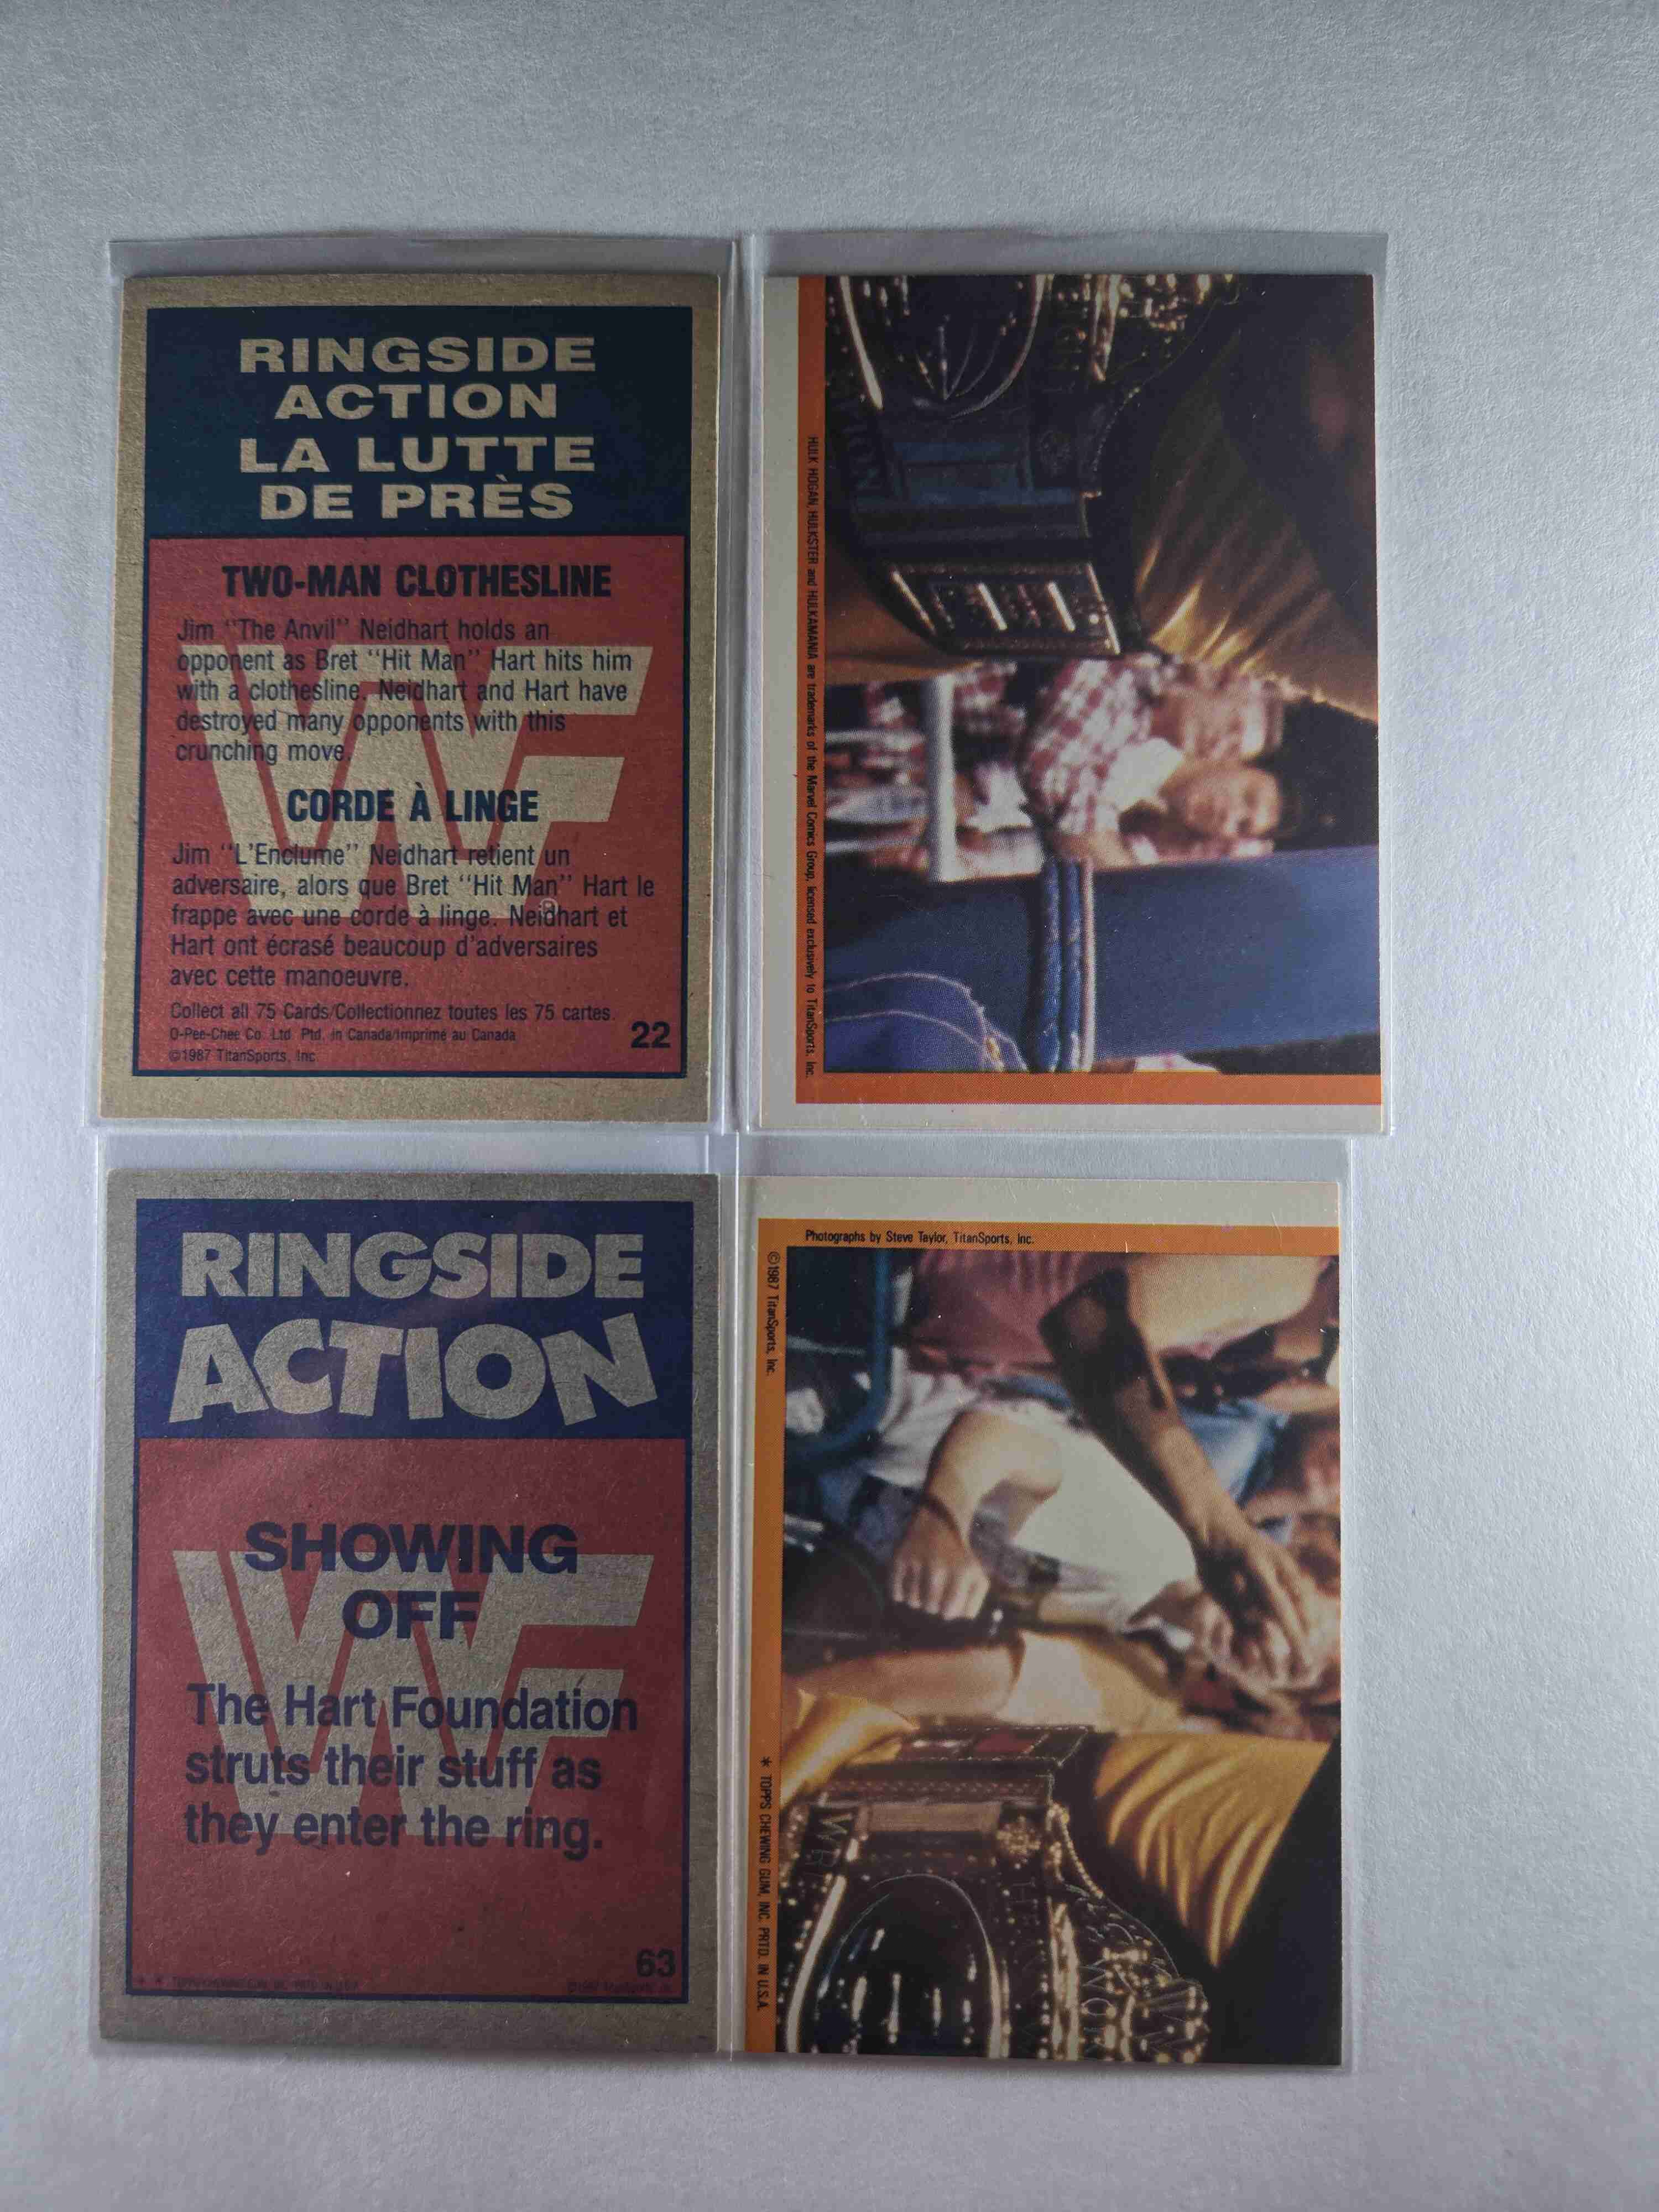 RINGSIDE
ACTION
LA LUTTE
DE PRÈS
TWO-MAN CLOTHESLINE
Jim "The Anvil" Neidhart holds an
opponent as Bret "Hit Man" Hart hits him
with a clothesline. Neidhart and Hart have
destroyed many opponents with this
crunching move.
CORDE À LINGE
Jim "L'Enclume" Neidhart retient un
adversaire, alors que Bret "Hit Man" Hart le
frappe avec une corde à linge. Neidhart et
Hart ont écrasé beaucoup d'adversaires
avec cette manoeuvre.
Collect all 75 Cards/Collectionnez toutes les 75 cartes.
O-Pee-Chee Co. Ltd. Ptd. in Canada/Imprimé au Canada
©1987 TitanSports, Inc.
22
WF
®
HULK HOGAN, HULKSTER and HULKAMANIA are trademarks of the Marvel Comics Group, licensed exclusively to TitanSports, Inc.
RINGSIDE
ACTION
SHOWING
OFF
The Hart Foundation
struts their stuff as
they enter the ring.
63
WF
Photographs by Steve Taylor, TitanSports, Inc.
©1987 TitanSports, Inc.
* TOPPS CHEWING GUM, INC. PRTD. IN U.S.A.